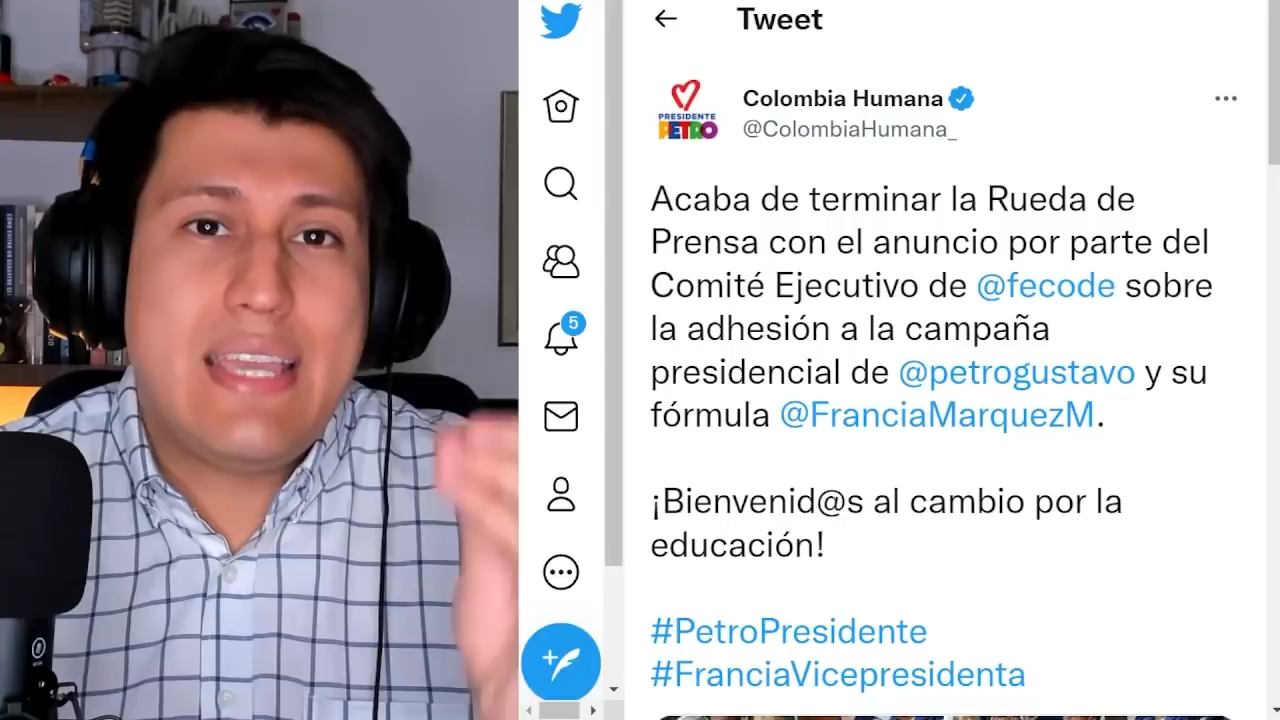 Tweet
PRESIDENTE
PETRO
Colombia Humana
@ColombiaHumana_
Acaba de terminar la Rueda de
Prensa con el anuncio por parte del
Comité Ejecutivo de @fecode sobre
la adhesión a la campaña
presidencial de @petrogustavo y su
fórmula @FranciaMarquezM.
¡Bienvenid@s al cambio por la
educación!
#PetroPresidente
#FranciaVicepresidenta
5